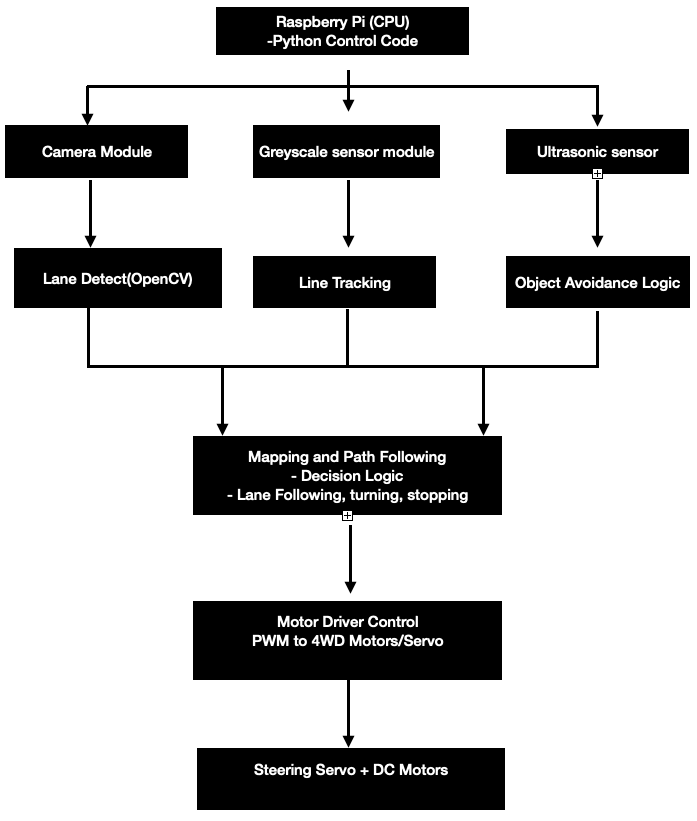 Raspberry Pi (CPU)
-Python Control Code
Camera Module
Greyscale sensor module
Ultrasonic sensor
Lane Detect(OpenCV)
Line Tracking
Object Avoidance Logic
Mapping and Path Following
- Decision Logic
- Lane Following, turning, stopping
Motor Driver Control
PWM to 4WD Motors/Servo
Steering Servo + DC Motors